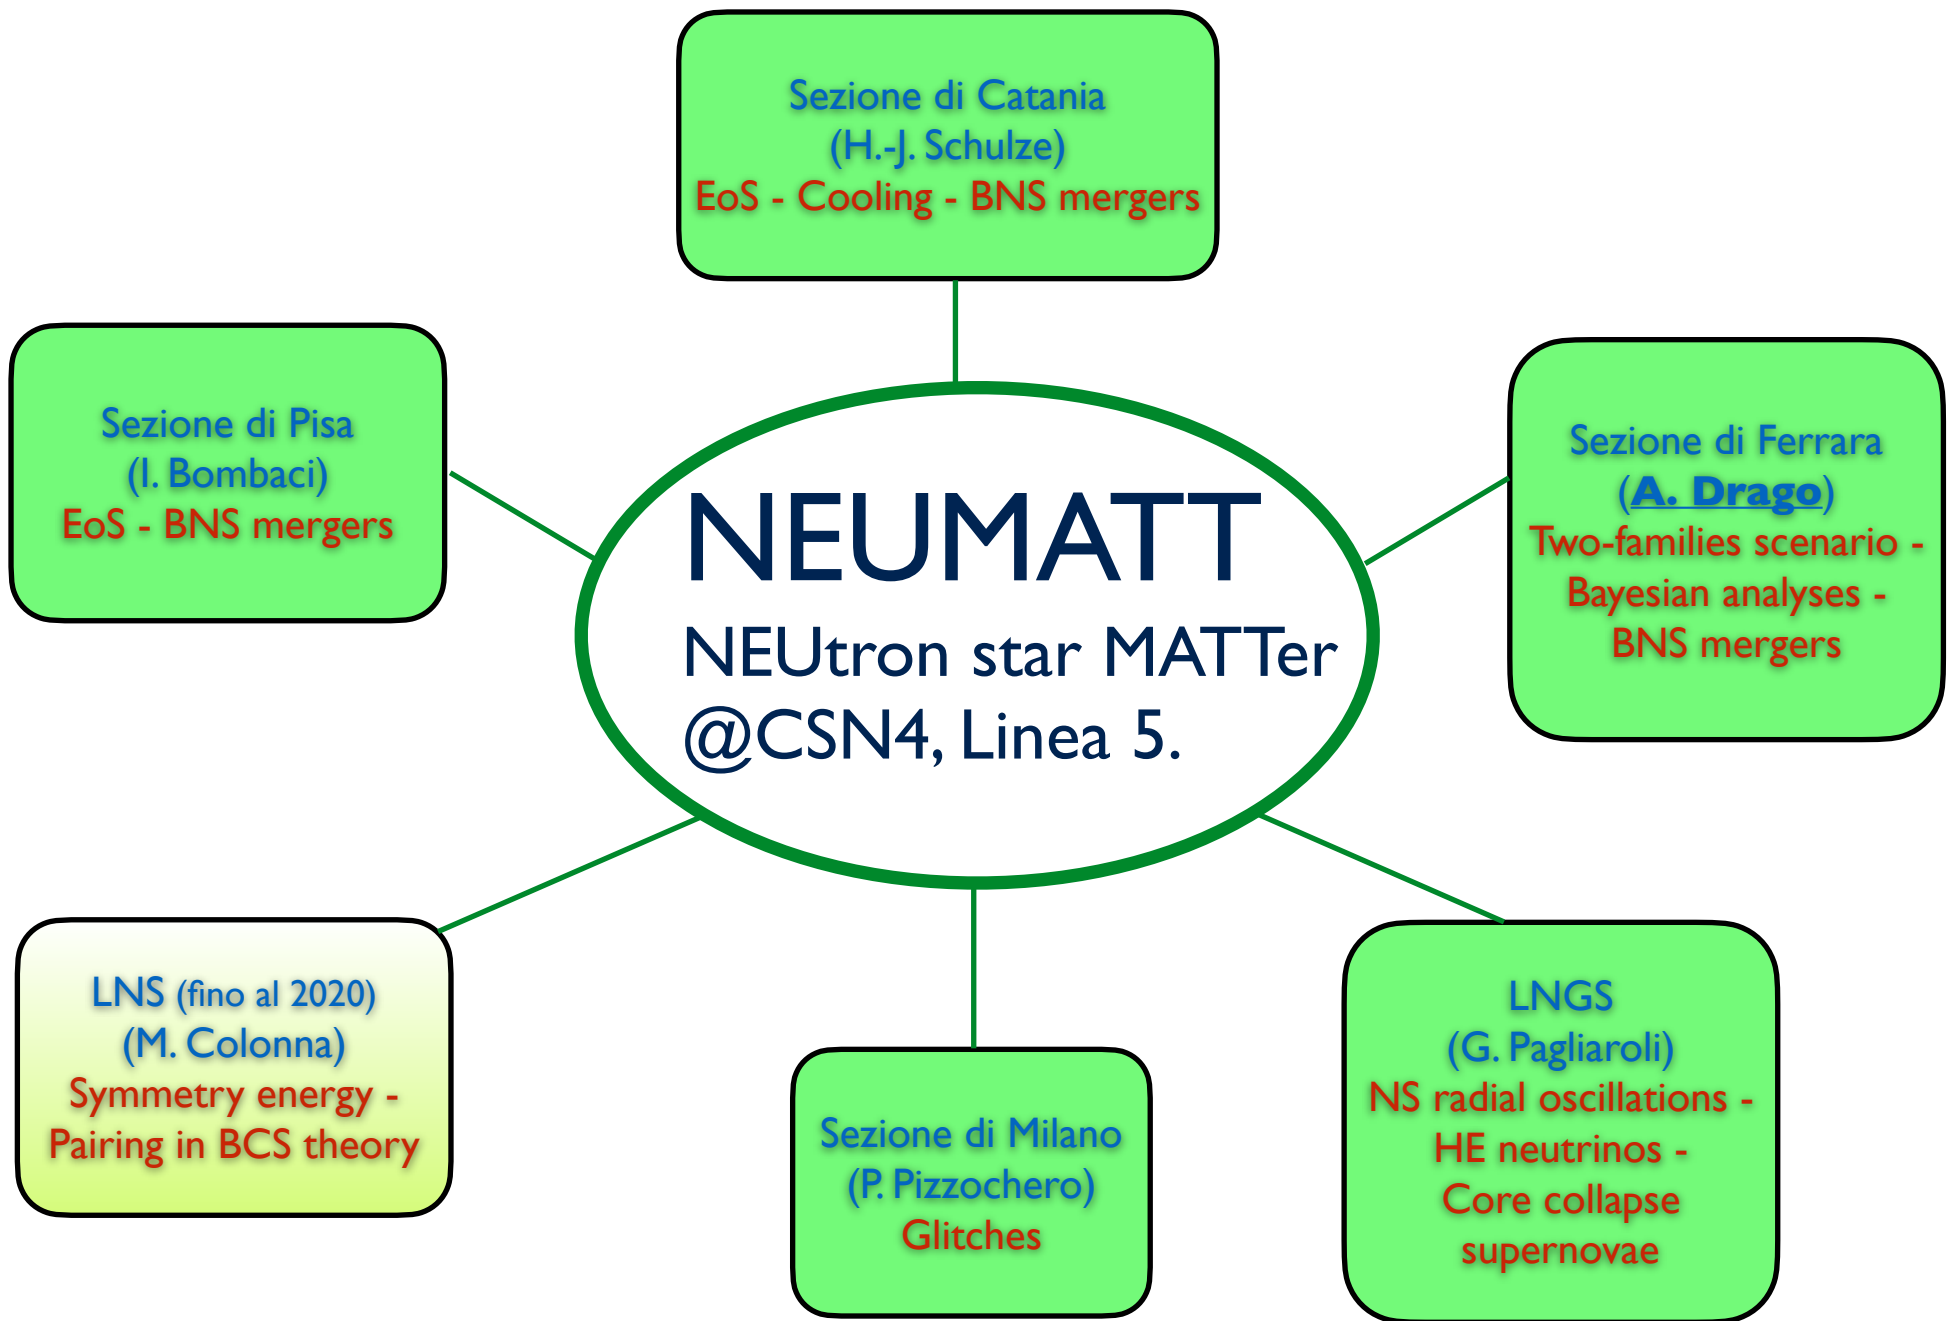 Sezione di Catania
(H.-J. Schulze)
EoS - Cooling - BNS mergers
Sezione di Pisa
(I. Bombaci)
EoS - BNS mergers
Sezione di Ferrara
(A. Drago)
Two-families scenario -
Bayesian analyses -
BNS mergers
NEUMATT
NEUtron star MATTer
@CSN4, Linea 5.
LNS (fino al 2020)
(M. Colonna)
Symmetry energy -
Pairing in BCS theory
Sezione di Milano
(P. Pizzochero)
Glitches
LNGS
(G. Pagliaroli)
NS radial oscillations -
HE neutrinos -
Core collapse
supernovae